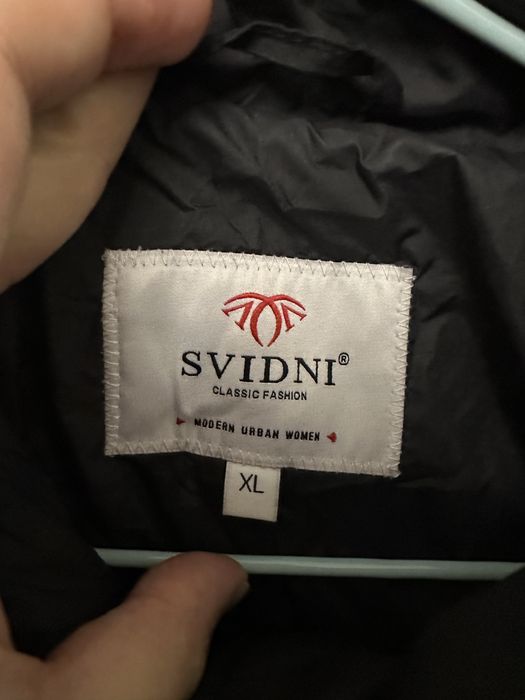 SVIDNI®
CLASSIC FASHION
MODERN URBAN WOMEN
XL